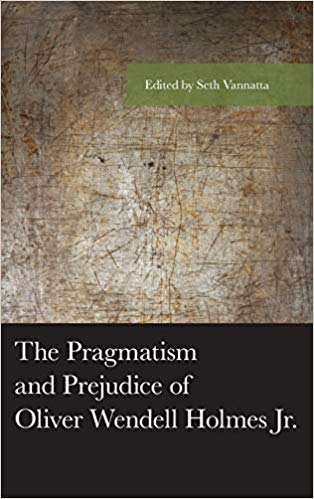 Edited by Seth Vannatta
The Pragmatism
and Prejudice of
Oliver Wendell Holmes Jr.